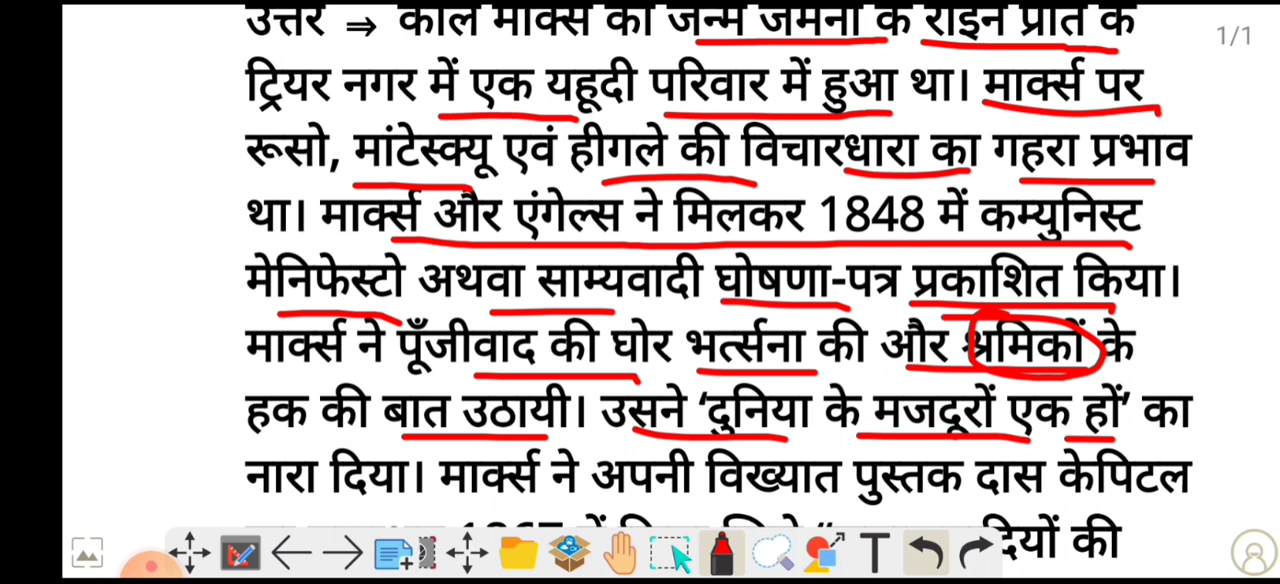 1/1
उत्तर ⇒ कार्ल मार्क्स का जन्म जर्मनी के राइन प्रांत के
ट्रियर नगर में एक यहूदी परिवार में हुआ था। मार्क्स पर
रूसो, मांटेस्क्यू एवं हीगले की विचारधारा का गहरा प्रभाव
था। मार्क्स और एंगेल्स ने मिलकर 1848 में कम्युनिस्ट
मेनिफेस्टो अथवा साम्यवादी घोषणा-पत्र प्रकाशित किया।
मार्क्स ने पूँजीवाद की घोर भर्त्सना की और श्रमिकों के
हक की बात उठायी। उसने ‘दुनिया के मजदूरों एक हों’ का
नारा दिया। मार्क्स ने अपनी विख्यात पुस्तक दास केपिटल
1867 में की